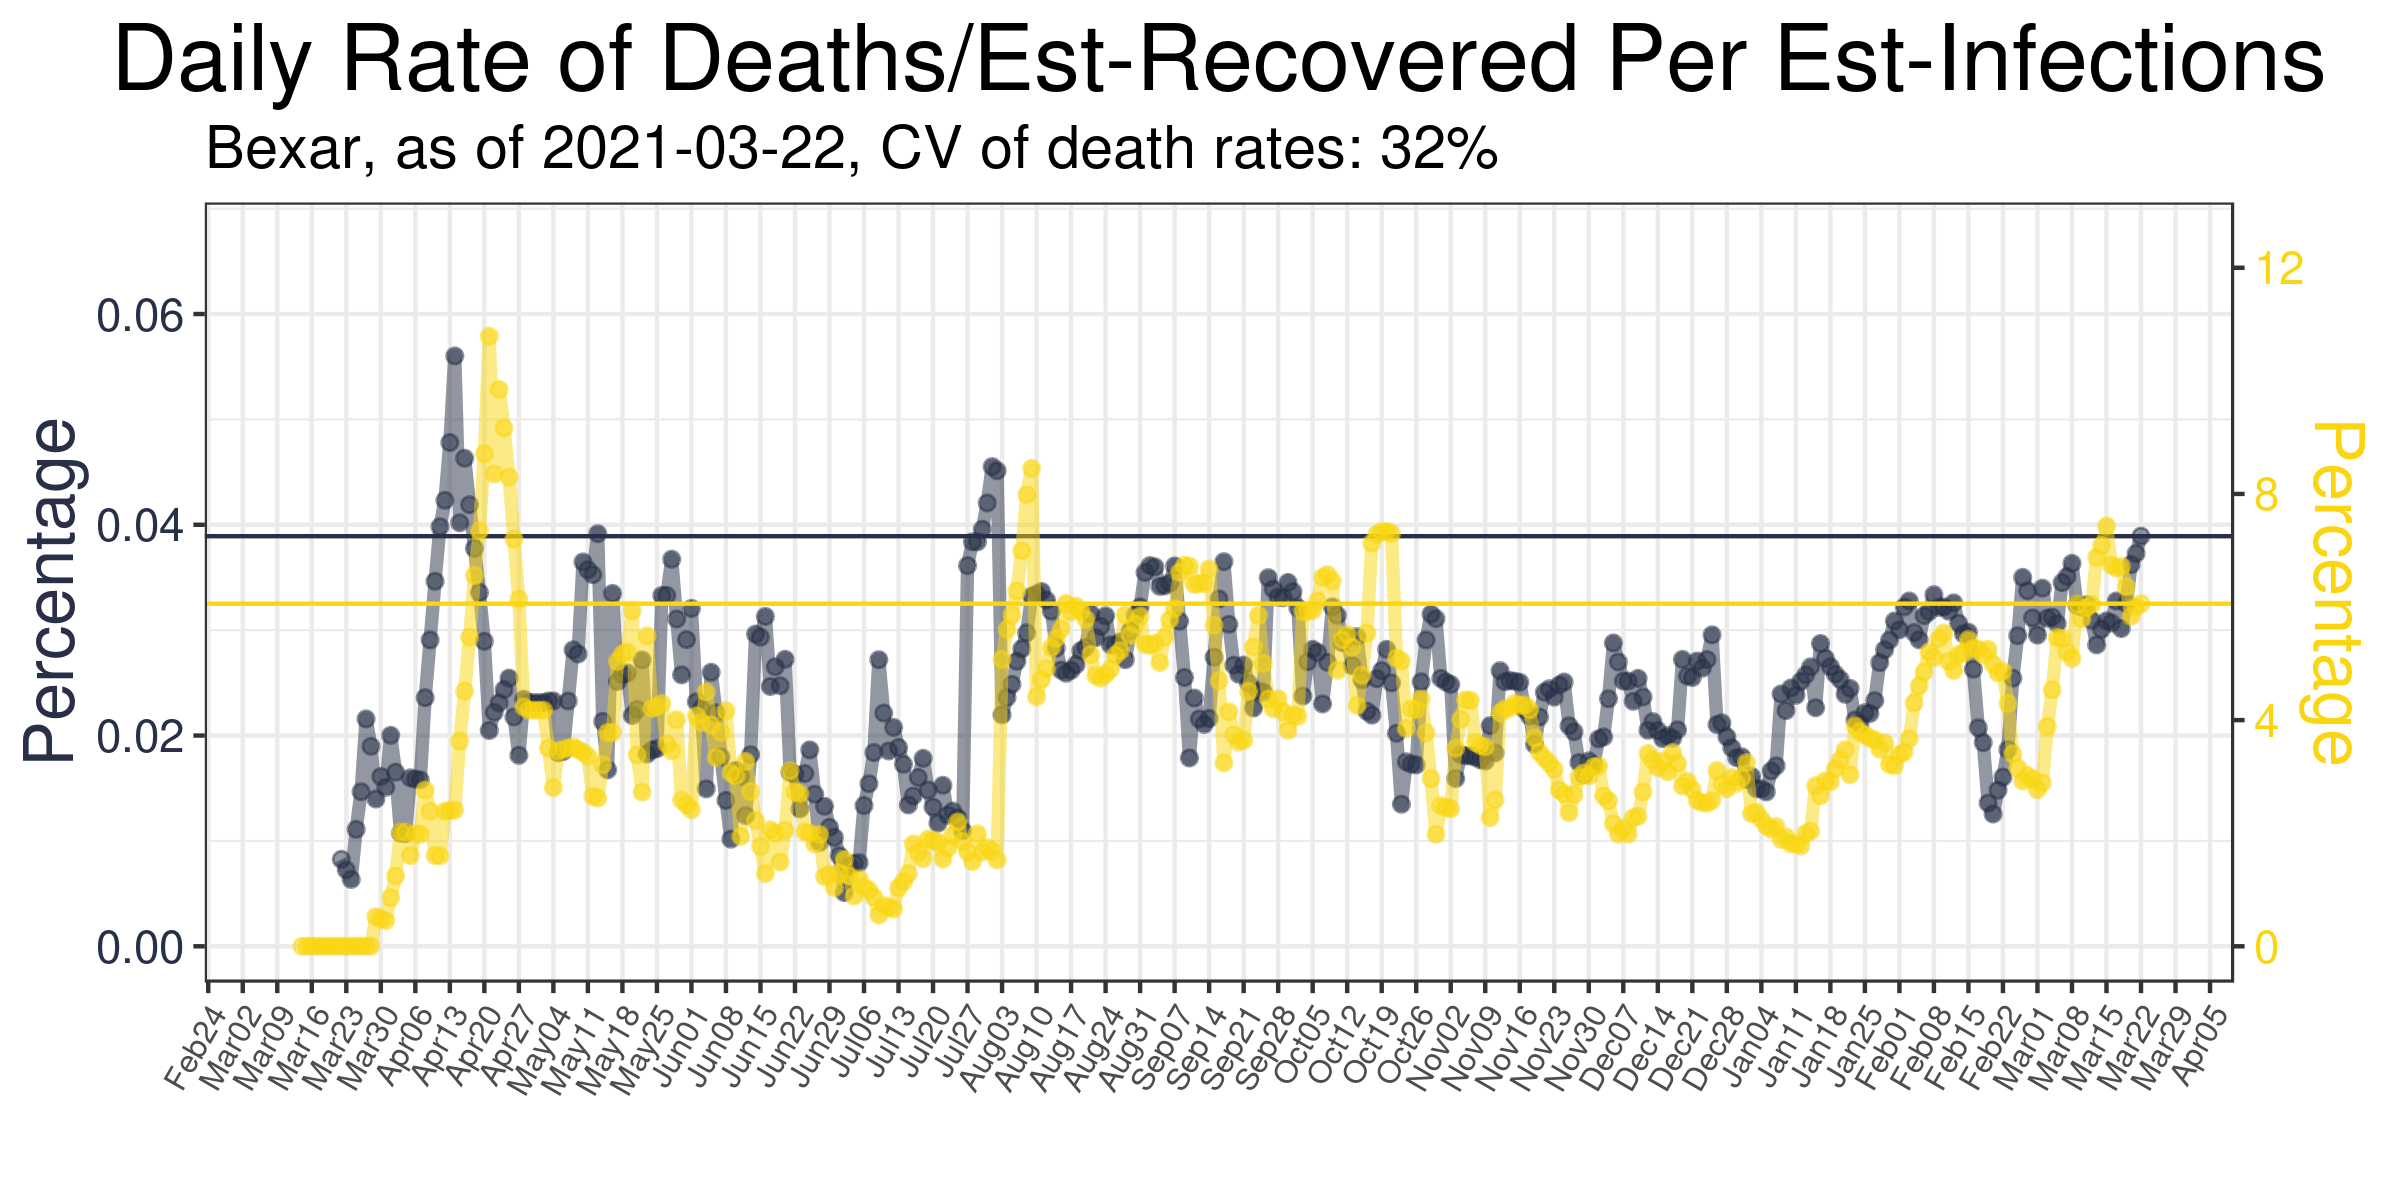 Daily Rate of Deaths/Est-Recovered Per Est-Infections
Bexar, as of 2021-03-22, CV of death rates: 32%
Percentage
0.06
0.04
0.02
0.00
12
8
4
0
Percentage
Feb24
Mar02
Mar09
Mar16
Mar23
Mar30
Apr06
Apr13
Apr20
Apr27
May04
May11
May18
May25
Jun01
Jun08
Jun15
Jun22
Jun29
Jul06
Jul13
Jul20
Jul27
Aug03
Aug10
Aug17
Aug24
Aug31
Sep07
Sep14
Sep21
Sep28
Oct05
Oct12
Oct19
Oct26
Nov02
Nov09
Nov16
Nov23
Nov30
Dec07
Dec14
Dec21
Dec28
Jan04
Jan11
Jan18
Jan25
Feb01
Feb08
Feb15
Feb22
Mar01
Mar08
Mar15
Mar22
Mar29
Apr05